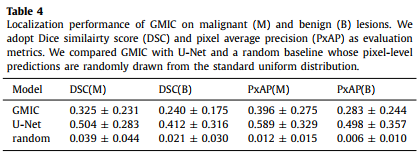 Table 4
Localization performance of GMIC on malignant (M) and benign (B) lesions. We
adopt Dice similairty score (DSC) and pixel average precision (PxAP) as evaluation
metrics. We compared GMIC with U-Net and a random baseline whose pixel-level
predictions are randomly drawn from the standard uniform distribution.
Model DSC(M) DSC(B) PxAP(M) PxAP(B)
GMIC 0.325 ± 0.231 0.240 ± 0.175 0.396 ± 0.275 0.283 ± 0.244
U-Net 0.504 ± 0.283 0.412 ± 0.316 0.589 ± 0.329 0.498 ± 0.357
random 0.039 ± 0.044 0.021 ± 0.030 0.012 ± 0.015 0.006 ± 0.010